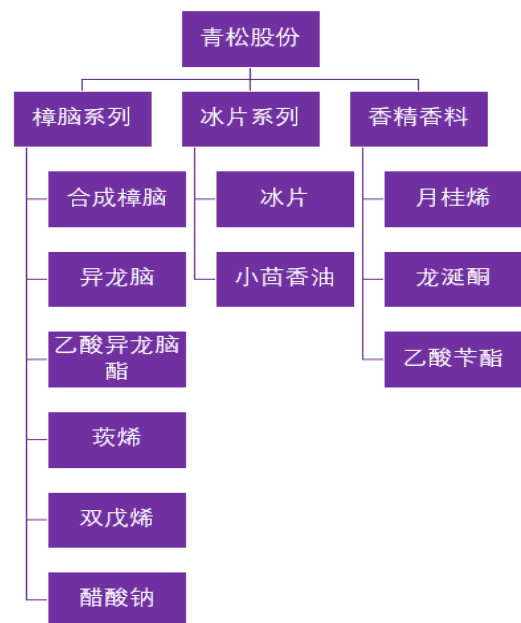 青松股份
樟脑系列
冰片系列
香精香料
合成樟脑
异龙脑
乙酸异龙脑
酯
莰烯
双戊烯
醋酸钠
冰片
小茴香油
月桂烯
龙涎酮
乙酸苄酯